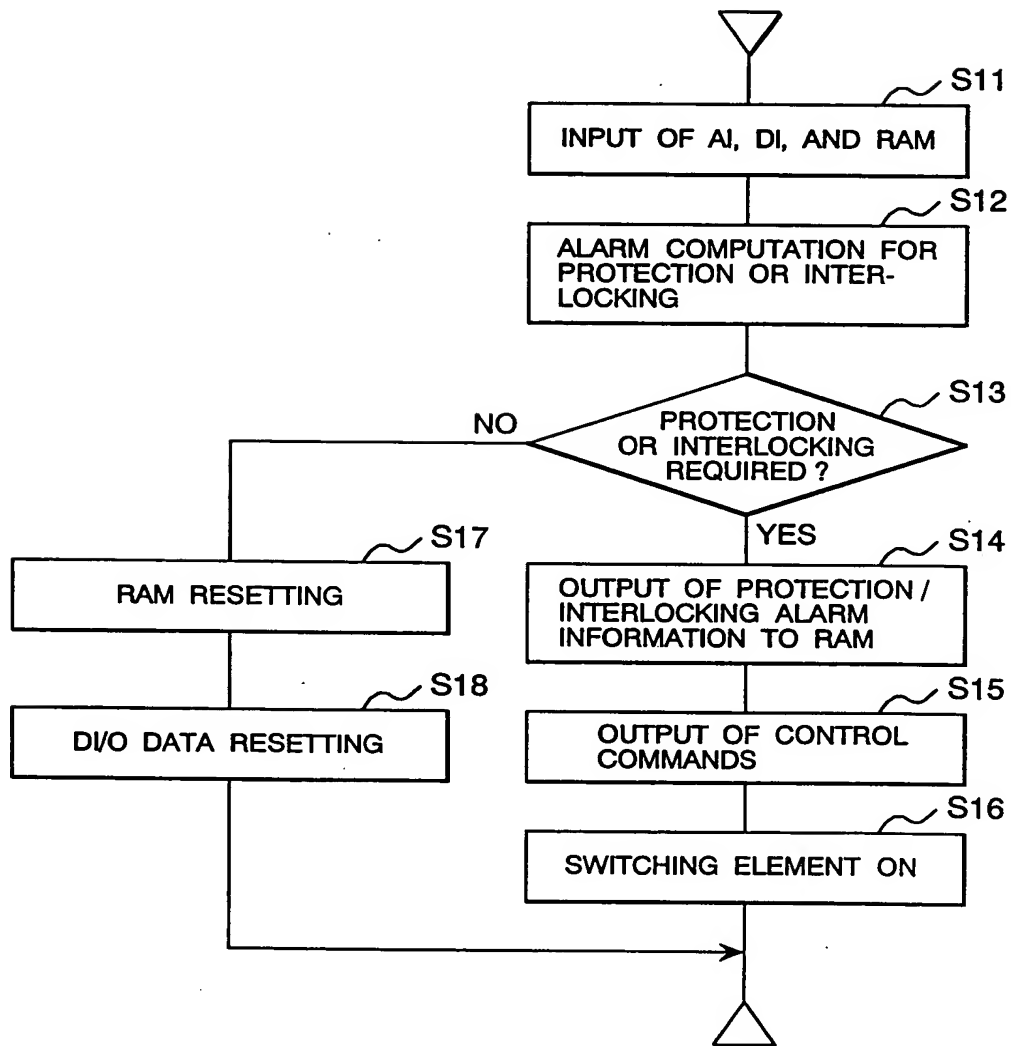 S11
INPUT OF AI, DI, AND RAM
S12
ALARM COMPUTATION FOR
PROTECTION OR INTER-
LOCKING
S13
PROTECTION
OR INTERLOCKING
REQUIRED ?
NO
YES
S17
RAM RESETTING
S18
DI/O DATA RESETTING
S14
OUTPUT OF PROTECTION /
INTERLOCKING ALARM
INFORMATION TO RAM
S15
OUTPUT OF CONTROL
COMMANDS
S16
SWITCHING ELEMENT ON